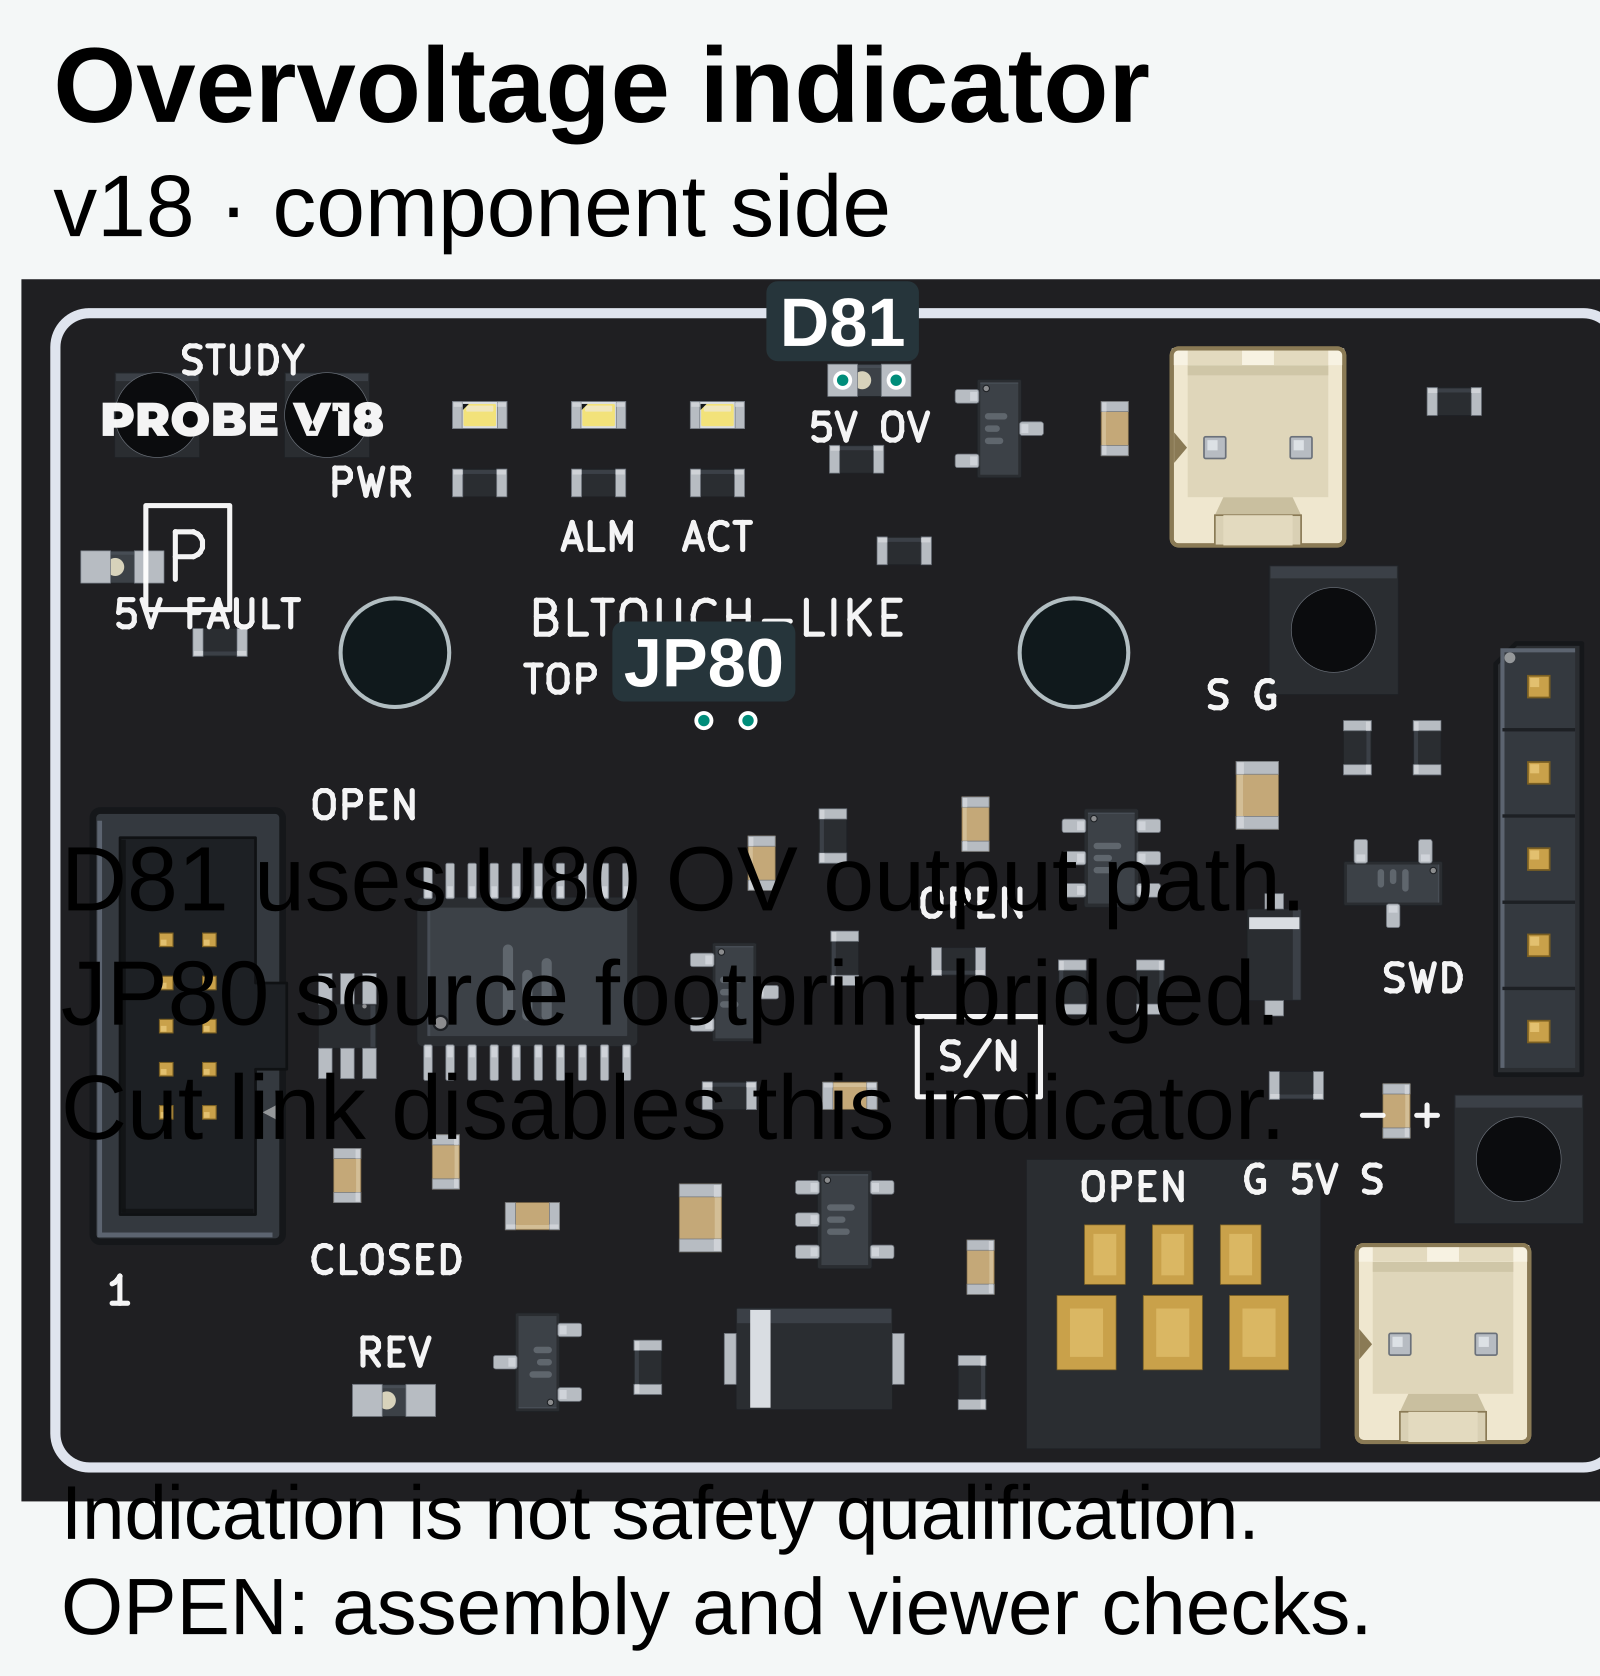 Overvoltage indicator
v18 · component side
D81
STUDY
PROBE V18
5V OV
PWR
ALM ACT
P
5V FAULT
BLTOUCH-LIKE
TOP
JP80
S G
OPEN
D81 uses U80 OV output path.
OPEN
JP80 source footprint bridged.
SWD
S/N
Cut link disables this indicator.
- +
OPEN
G 5V S
CLOSED
1
REV
Indication is not safety qualification.
OPEN: assembly and viewer checks.